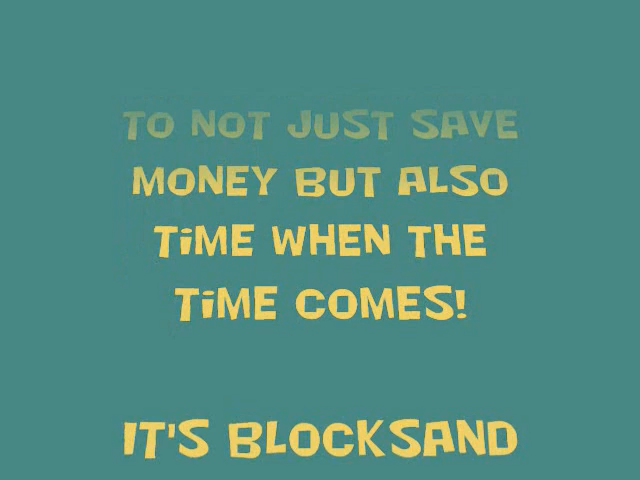 TO NOT JUST SAVE
MONEY BUT ALSO
TiME WHEN THE
TiME COMES!
IT'S BLOCKSAND